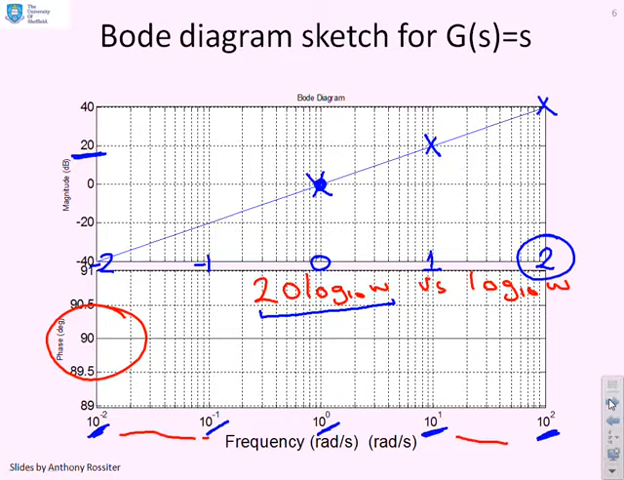 The
University
Of
Sheffield.
6
Bode diagram sketch for G(s)=s
Bode Diagram
40
20
0
-20
-40
Magnitude (dB)
-2 -1 0 1 2
91
90.5
90
89.5
89
Phase (deg)
20log₁₀w vs log₁₀w
10⁻² 10⁻¹ 10⁰ 10¹ 10²
Frequency (rad/s) (rad/s)
Slides by Anthony Rossiter